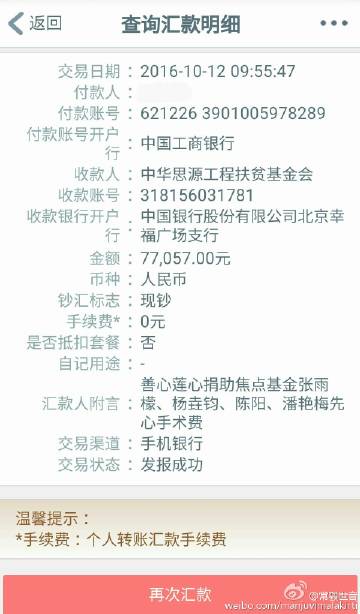 返回
查询汇款明细
交易日期：2016-10-12 09:55:47
付款人：
付款账号：621226 3901005978289
付款账号开户行：中国工商银行
收款人：中华思源工程扶贫基金会
收款账号：318156031781
收款银行开户行：中国银行股份有限公司北京幸福广场支行
金额：77,057.00元
币种：人民币
钞汇标志：现钞
手续费*：0元
是否抵扣套餐：否
自记用途：-
汇款人附言：善心莲心捐助焦点基金张雨檬、杨垚钧、陈阳、潘艳梅先心手术费
交易渠道：手机银行
交易状态：发报成功
温馨提示：
*手续费：个人转账汇款手续费
再次汇款
@常毀世音
weibo.com/manjuvimalakirti